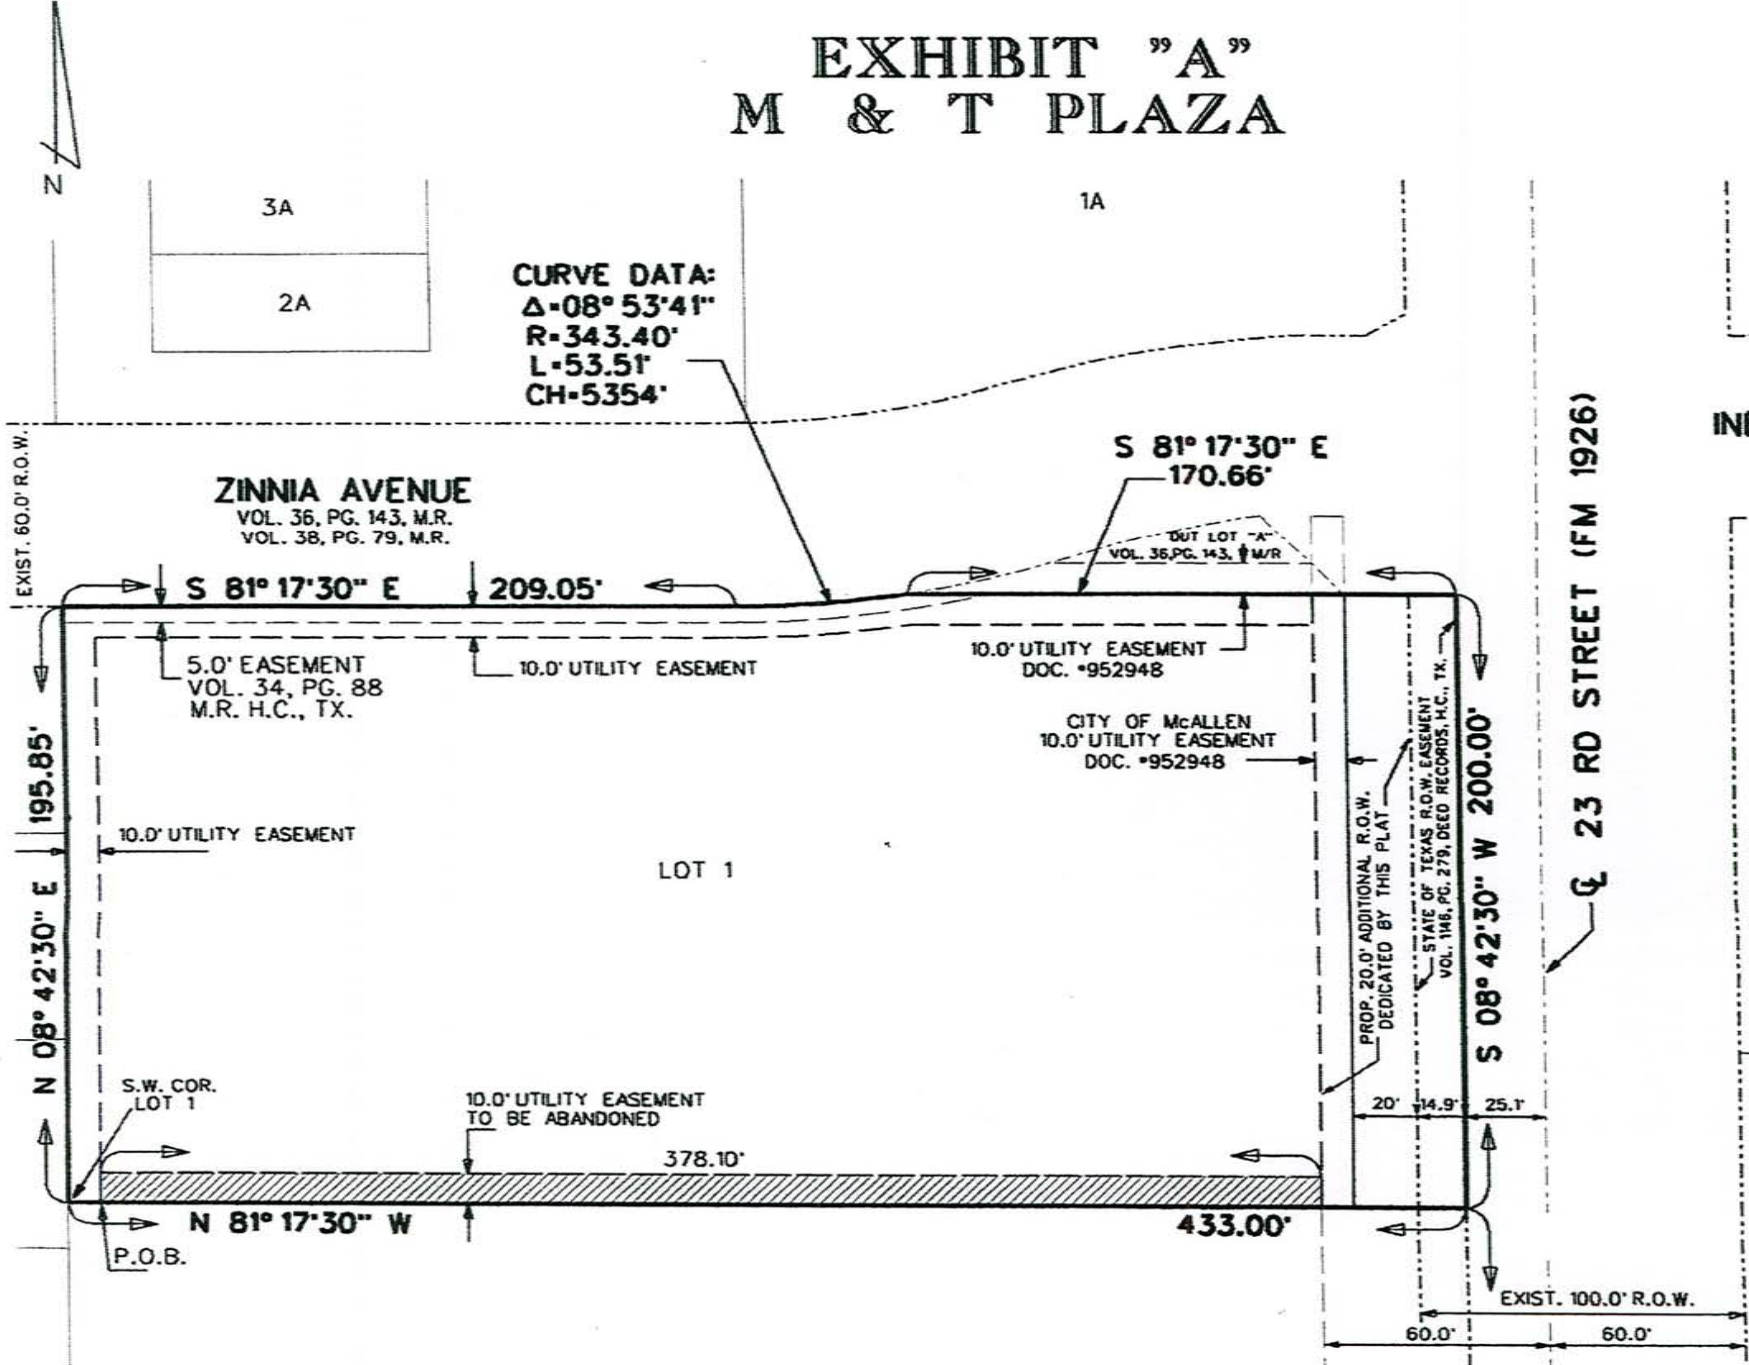 EXHIBIT "A"
M & T PLAZA
N
3A
2A
1A
CURVE DATA:
Δ=08° 53'41"
R=343.40'
L=53.51'
CH=5354'
EXIST. 60.0' R.O.W.
ZINNIA AVENUE
VOL. 36, PG. 143, M.R.
VOL. 38, PG. 79, M.R.
S 81° 17'30" E
170.66'
OUT LOT "A"
VOL. 36,PG. 143, M/R
S 81° 17'30" E 209.05'
5.0' EASEMENT
VOL. 34, PG. 88
M.R. H.C., TX.
10.0' UTILITY EASEMENT
10.0' UTILITY EASEMENT
DOC. *952948
CITY OF McALLEN
10.0' UTILITY EASEMENT
DOC. *952948
N 08° 42'30" E 195.85'
10.0' UTILITY EASEMENT
LOT 1
PROP. 20.0' ADDITIONAL R.O.W.
DEDICATED BY THIS PLAT
STATE OF TEXAS R.O.W. EASEMENT
VOL. 1146, PG. 279, DEED RECORDS, H.C., TX.
S 08° 42'30" W 200.00'
℄ 23 RD STREET (FM 1926)
IN
S.W. COR.
LOT 1
10.0' UTILITY EASEMENT
TO BE ABANDONED
378.10'
20' 14.9' 25.1'
N 81° 17'30" W 433.00'
P.O.B.
EXIST. 100.0' R.O.W.
60.0' 60.0'